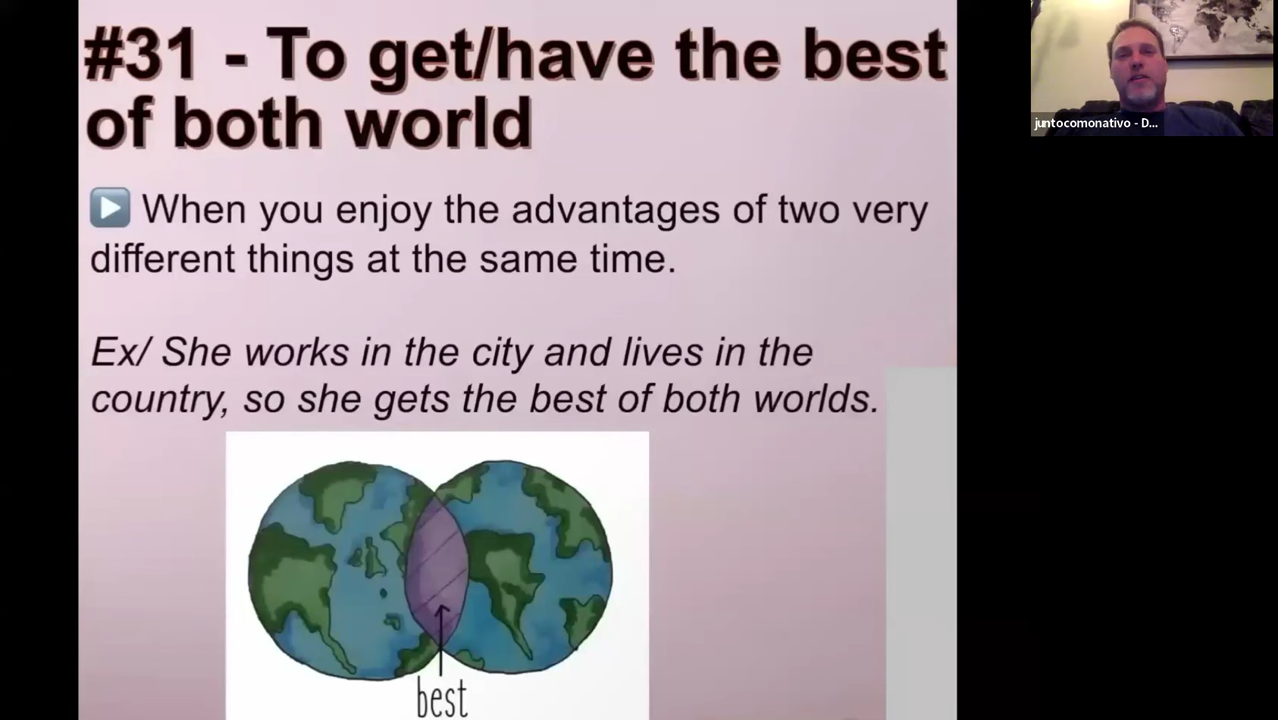 #31 - To get/have the best
of both world
When you enjoy the advantages of two very
different things at the same time.
Ex/ She works in the city and lives in the
country, so she gets the best of both worlds.
best
juntocomonativo - D...